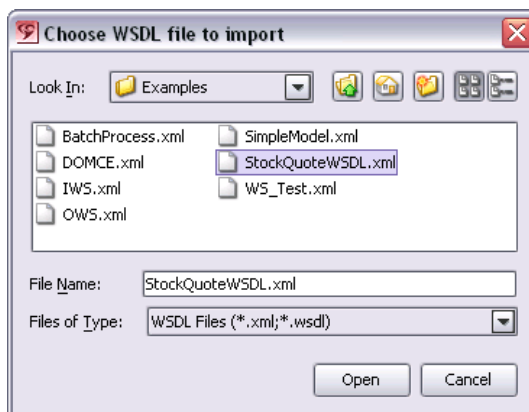 Choose WSDL file to import
Look In: Examples
BatchProcess.xml SimpleModel.xml
DOMCE.xml StockQuoteWSDL.xml
IWS.xml WS_Test.xml
OWS.xml
File Name: StockQuoteWSDL.xml
Files of Type: WSDL Files (*.xml;*.wsdl)
Open Cancel